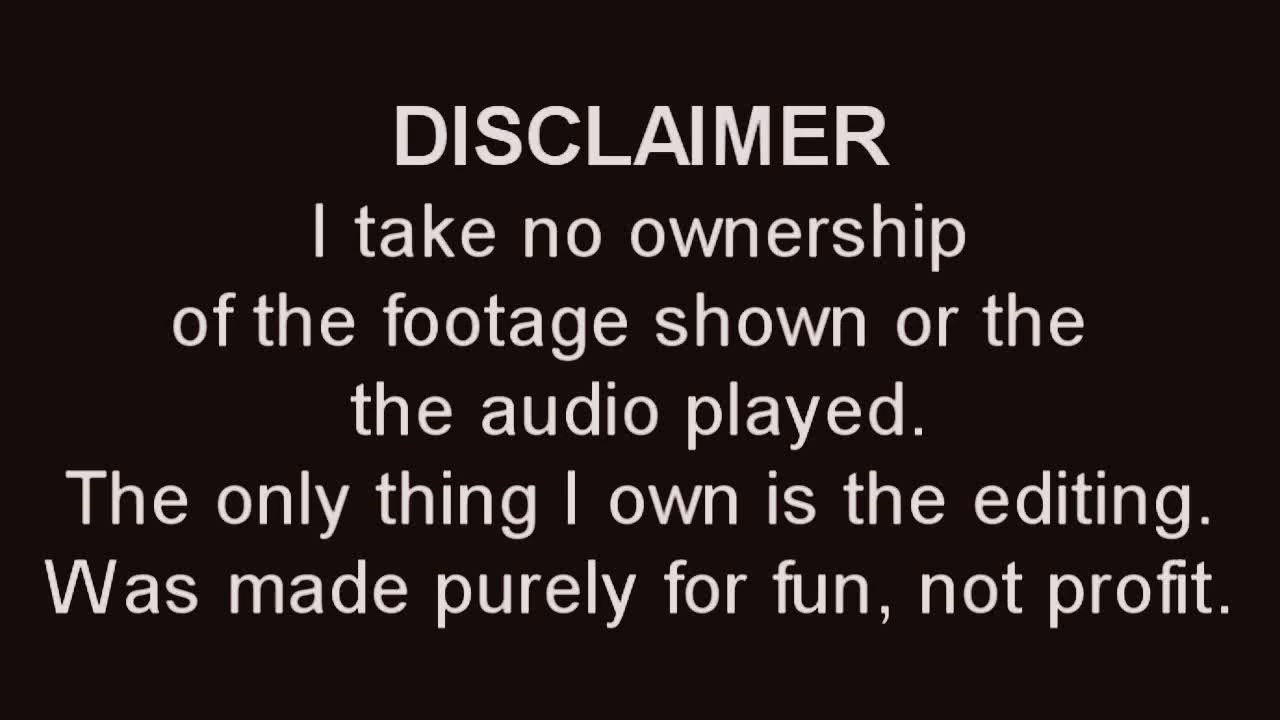 DISCLAIMER
I take no ownership
of the footage shown or the
the audio played.
The only thing I own is the editing.
Was made purely for fun, not profit.